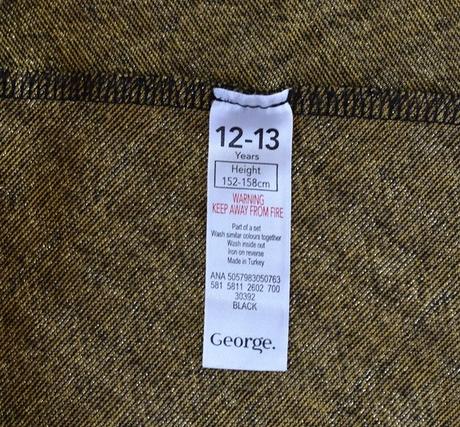 12-13
Years
Height
152-158cm
WARNING
KEEP AWAY FROM FIRE
Part of a set
Wash similar colours together
Wash inside out
Iron on reverse
Made in Turkey
ANA 5057983050763
581 5811 2602 700
30392
BLACK
George.